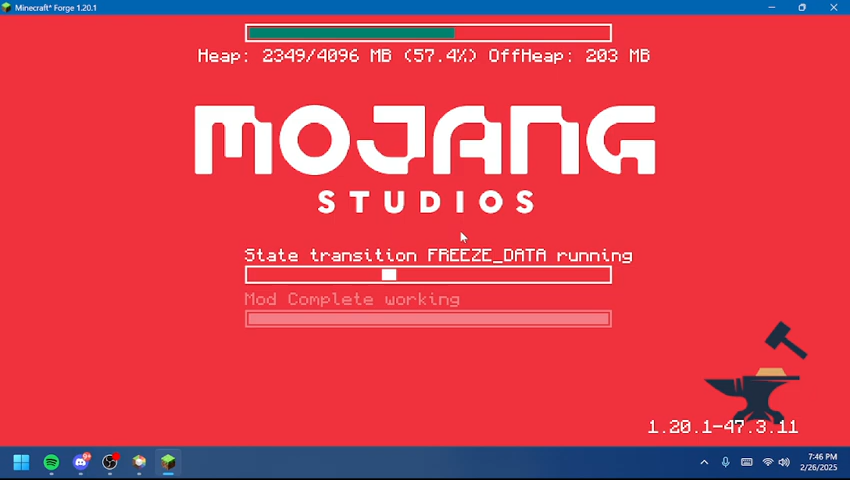 Minecraft* Forge 1.20.1
Heap: 2349/4096 MB (57.4%) OffHeap: 203 MB
MOJANG
STUDIOS
State transition FREEZE_DATA running
Mod Complete working
1.20.1-47.3.11
7:46 PM
2/26/2025